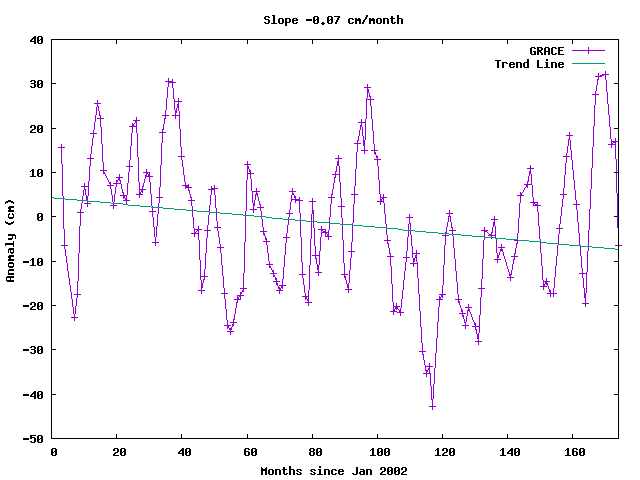 Slope -0.07 cm/month
GRACE
Trend Line
Anomaly (cm)
40
30
20
10
0
-10
-20
-30
-40
-50
0 20 40 60 80 100 120 140 160
Months since Jan 2002